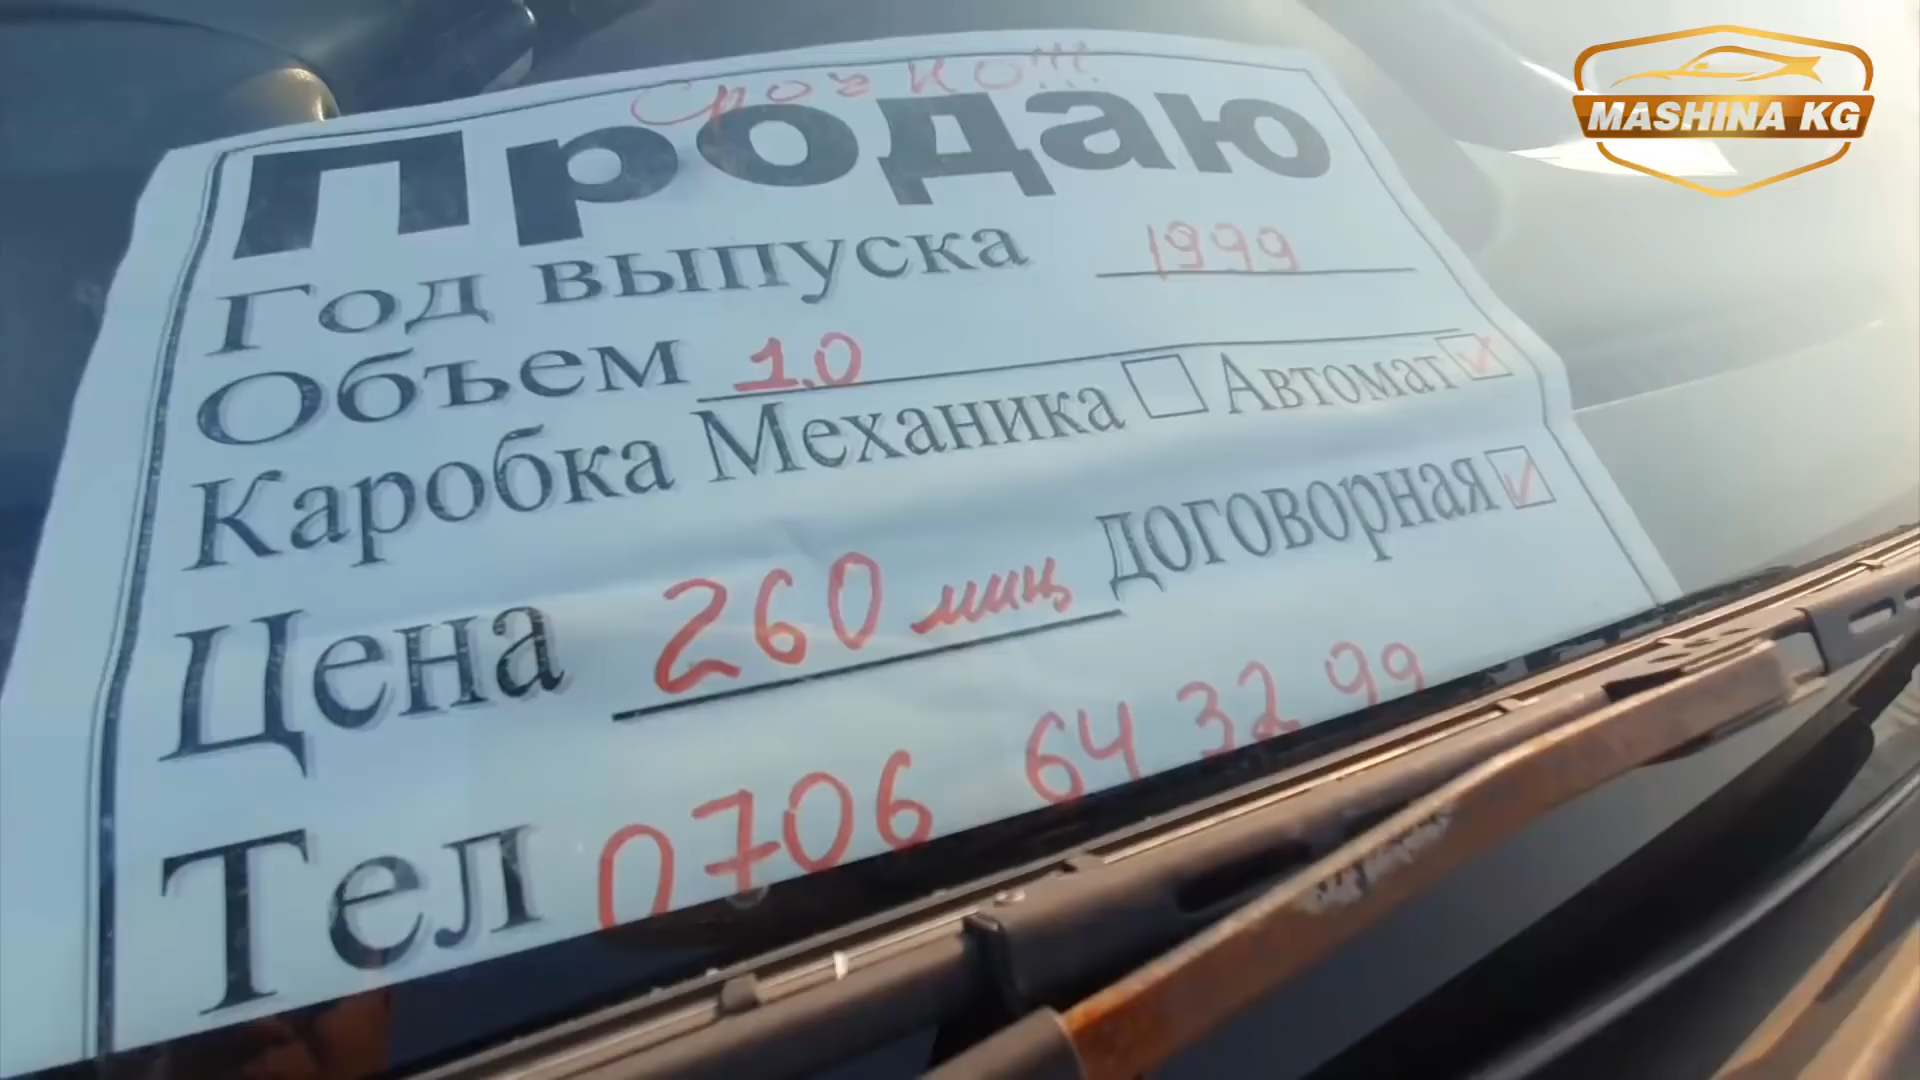 Срочно!!!
Продаю
Год выпуска 1999
Объем 1.0
Каробка Механика Автомат
Цена 260 миң договорная
Тел 0706 64 32 99
MASHINA KG